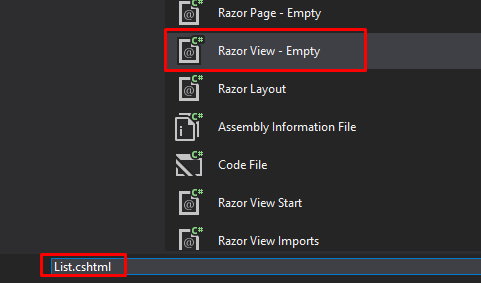 Razor Page - Empty
Razor View - Empty
Razor Layout
Assembly Information File
Code File
Razor View Start
Razor View Imports
List.cshtml